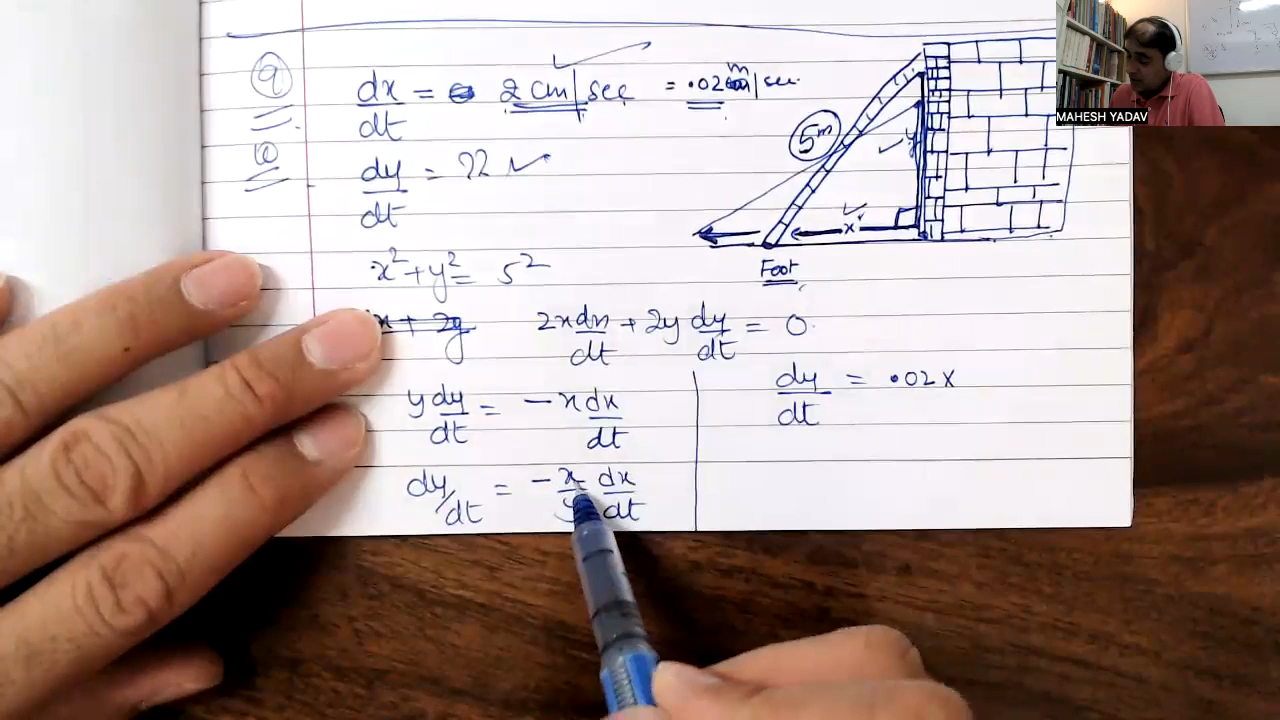 9
dx/dt = 2 cm/sec = .02 m/sec
10
dy/dt = ??
x² + y² = 5²
x + 2y
2x dx/dt + 2y dy/dt = 0
y dy/dt = -x dx/dt
dy/dt = -x/y dx/dt
dy/dt = .02 x
5m
y
x
Foot
MAHESH YADAV